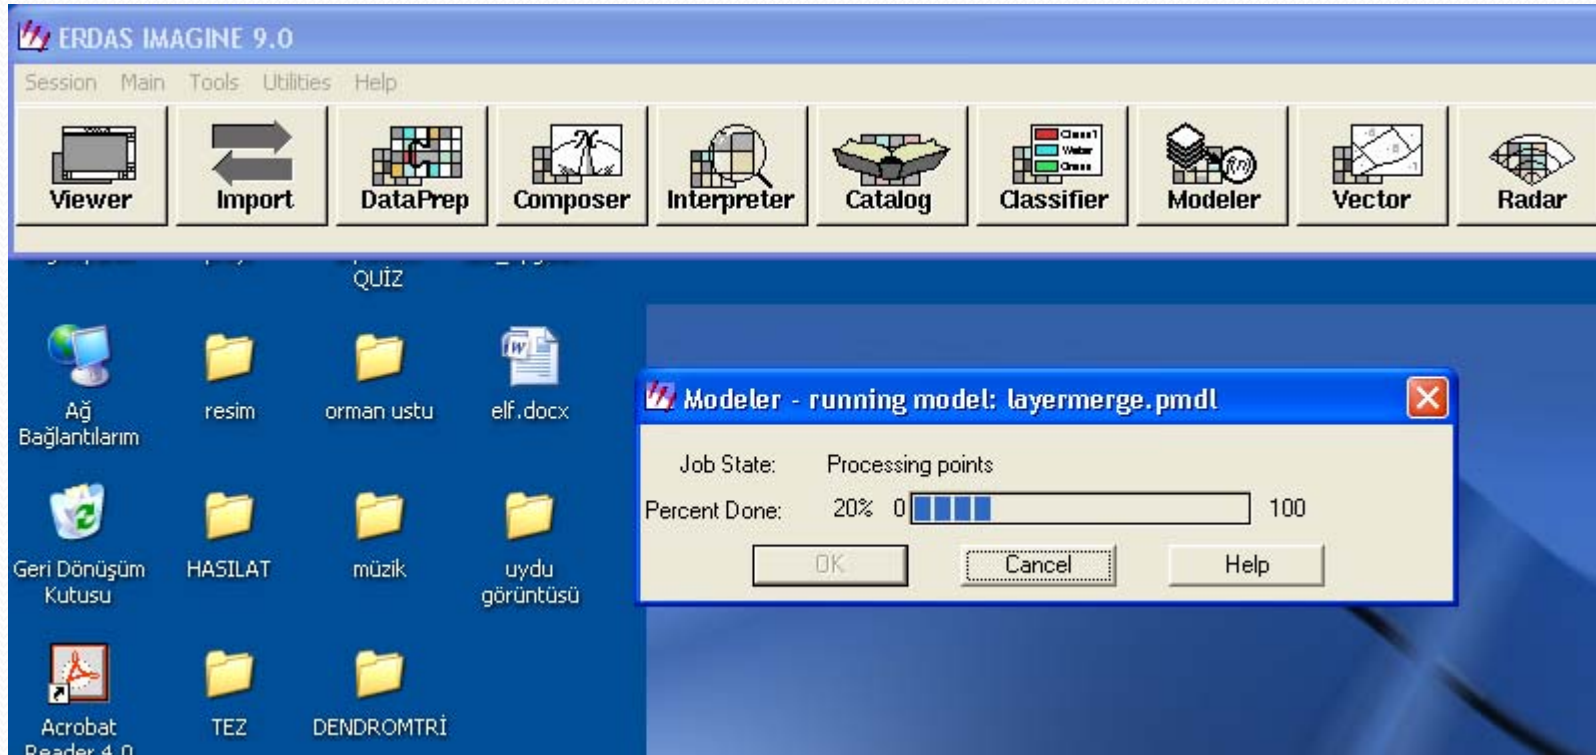 ERDAS IMAGINE 9.0
Session Main Tools Utilities Help
Class1
Water
Grass
f(n)
Viewer Import DataPrep Composer Interpreter Catalog Classifier Modeler Vector Radar
QUİZ
Ağ Bağlantılarım
resim
orman ustu
elf.docx
Modeler - running model: layermerge.pmdl
Job State: Processing points
Percent Done: 20% 0 100
OK Cancel Help
Geri Dönüşüm
Kutusu
HASILAT
müzik
uydu
görüntüsü
Acrobat
Reader 4.0
TEZ
DENDROMTRİ